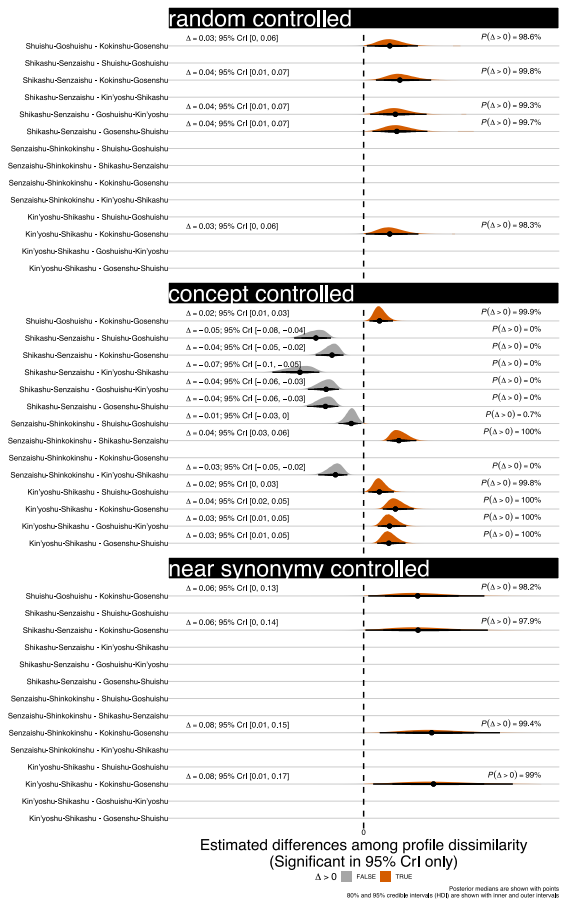 random controlled
Δ = 0.03; 95% CrI [0, 0.06] P(Δ > 0) = 98.6%
Shuishu-Goshuishu - Kokinshu-Gosenshu
Shikashu-Senzaishu - Shuishu-Goshuishu
Δ = 0.04; 95% CrI [0.01, 0.07] P(Δ > 0) = 99.8%
Shikashu-Senzaishu - Kokinshu-Gosenshu
Shikashu-Senzaishu - Kin'yoshu-Shikashu
Δ = 0.04; 95% CrI [0.01, 0.07] P(Δ > 0) = 99.3%
Shikashu-Senzaishu - Goshuishu-Kin'yoshu
Δ = 0.04; 95% CrI [0.01, 0.07] P(Δ > 0) = 99.7%
Shikashu-Senzaishu - Gosenshu-Shuishu
Senzaishu-Shinkokinshu - Shuishu-Goshuishu
Senzaishu-Shinkokinshu - Shikashu-Senzaishu
Senzaishu-Shinkokinshu - Kokinshu-Gosenshu
Senzaishu-Shinkokinshu - Kin'yoshu-Shikashu
Kin'yoshu-Shikashu - Shuishu-Goshuishu
Δ = 0.03; 95% CrI [0, 0.06] P(Δ > 0) = 98.3%
Kin'yoshu-Shikashu - Kokinshu-Gosenshu
Kin'yoshu-Shikashu - Goshuishu-Kin'yoshu
Kin'yoshu-Shikashu - Gosenshu-Shuishu
concept controlled
Δ = 0.02; 95% CrI [0.01, 0.03] P(Δ > 0) = 99.9%
Shuishu-Goshuishu - Kokinshu-Gosenshu
Δ = −0.05; 95% CrI [−0.08, −0.04] P(Δ > 0) = 0%
Shikashu-Senzaishu - Shuishu-Goshuishu
Δ = −0.04; 95% CrI [−0.05, −0.02] P(Δ > 0) = 0%
Shikashu-Senzaishu - Kokinshu-Gosenshu
Δ = −0.07; 95% CrI [−0.1, −0.05] P(Δ > 0) = 0%
Shikashu-Senzaishu - Kin'yoshu-Shikashu
Δ = −0.04; 95% CrI [−0.06, −0.03] P(Δ > 0) = 0%
Shikashu-Senzaishu - Goshuishu-Kin'yoshu
Δ = −0.04; 95% CrI [−0.06, −0.03] P(Δ > 0) = 0%
Shikashu-Senzaishu - Gosenshu-Shuishu
Δ = −0.01; 95% CrI [−0.03, 0] P(Δ > 0) = 0.7%
Senzaishu-Shinkokinshu - Shuishu-Goshuishu
Δ = 0.04; 95% CrI [0.03, 0.06] P(Δ > 0) = 100%
Senzaishu-Shinkokinshu - Shikashu-Senzaishu
Senzaishu-Shinkokinshu - Kokinshu-Gosenshu
Δ = −0.03; 95% CrI [−0.05, −0.02] P(Δ > 0) = 0%
Senzaishu-Shinkokinshu - Kin'yoshu-Shikashu
Δ = 0.02; 95% CrI [0, 0.03] P(Δ > 0) = 99.8%
Kin'yoshu-Shikashu - Shuishu-Goshuishu
Δ = 0.04; 95% CrI [0.02, 0.05] P(Δ > 0) = 100%
Kin'yoshu-Shikashu - Kokinshu-Gosenshu
Δ = 0.03; 95% CrI [0.01, 0.05] P(Δ > 0) = 100%
Kin'yoshu-Shikashu - Goshuishu-Kin'yoshu
Δ = 0.03; 95% CrI [0.01, 0.05] P(Δ > 0) = 100%
Kin'yoshu-Shikashu - Gosenshu-Shuishu
near synonymy controlled
Δ = 0.06; 95% CrI [0, 0.13] P(Δ > 0) = 98.2%
Shuishu-Goshuishu - Kokinshu-Gosenshu
Shikashu-Senzaishu - Shuishu-Goshuishu
Δ = 0.06; 95% CrI [0, 0.14] P(Δ > 0) = 97.9%
Shikashu-Senzaishu - Kokinshu-Gosenshu
Shikashu-Senzaishu - Kin'yoshu-Shikashu
Shikashu-Senzaishu - Goshuishu-Kin'yoshu
Shikashu-Senzaishu - Gosenshu-Shuishu
Senzaishu-Shinkokinshu - Shuishu-Goshuishu
Senzaishu-Shinkokinshu - Shikashu-Senzaishu
Δ = 0.08; 95% CrI [0.01, 0.15] P(Δ > 0) = 99.4%
Senzaishu-Shinkokinshu - Kokinshu-Gosenshu
Senzaishu-Shinkokinshu - Kin'yoshu-Shikashu
Kin'yoshu-Shikashu - Shuishu-Goshuishu
Δ = 0.08; 95% CrI [0.01, 0.17] P(Δ > 0) = 99%
Kin'yoshu-Shikashu - Kokinshu-Gosenshu
Kin'yoshu-Shikashu - Goshuishu-Kin'yoshu
Kin'yoshu-Shikashu - Gosenshu-Shuishu
0
Estimated differences among profile dissimilarity
(Significant in 95% CrI only)
Δ > 0 FALSE TRUE
Posterior medians are shown with points
80% and 95% credible intervals (HDI) are shown with inner and outer intervals